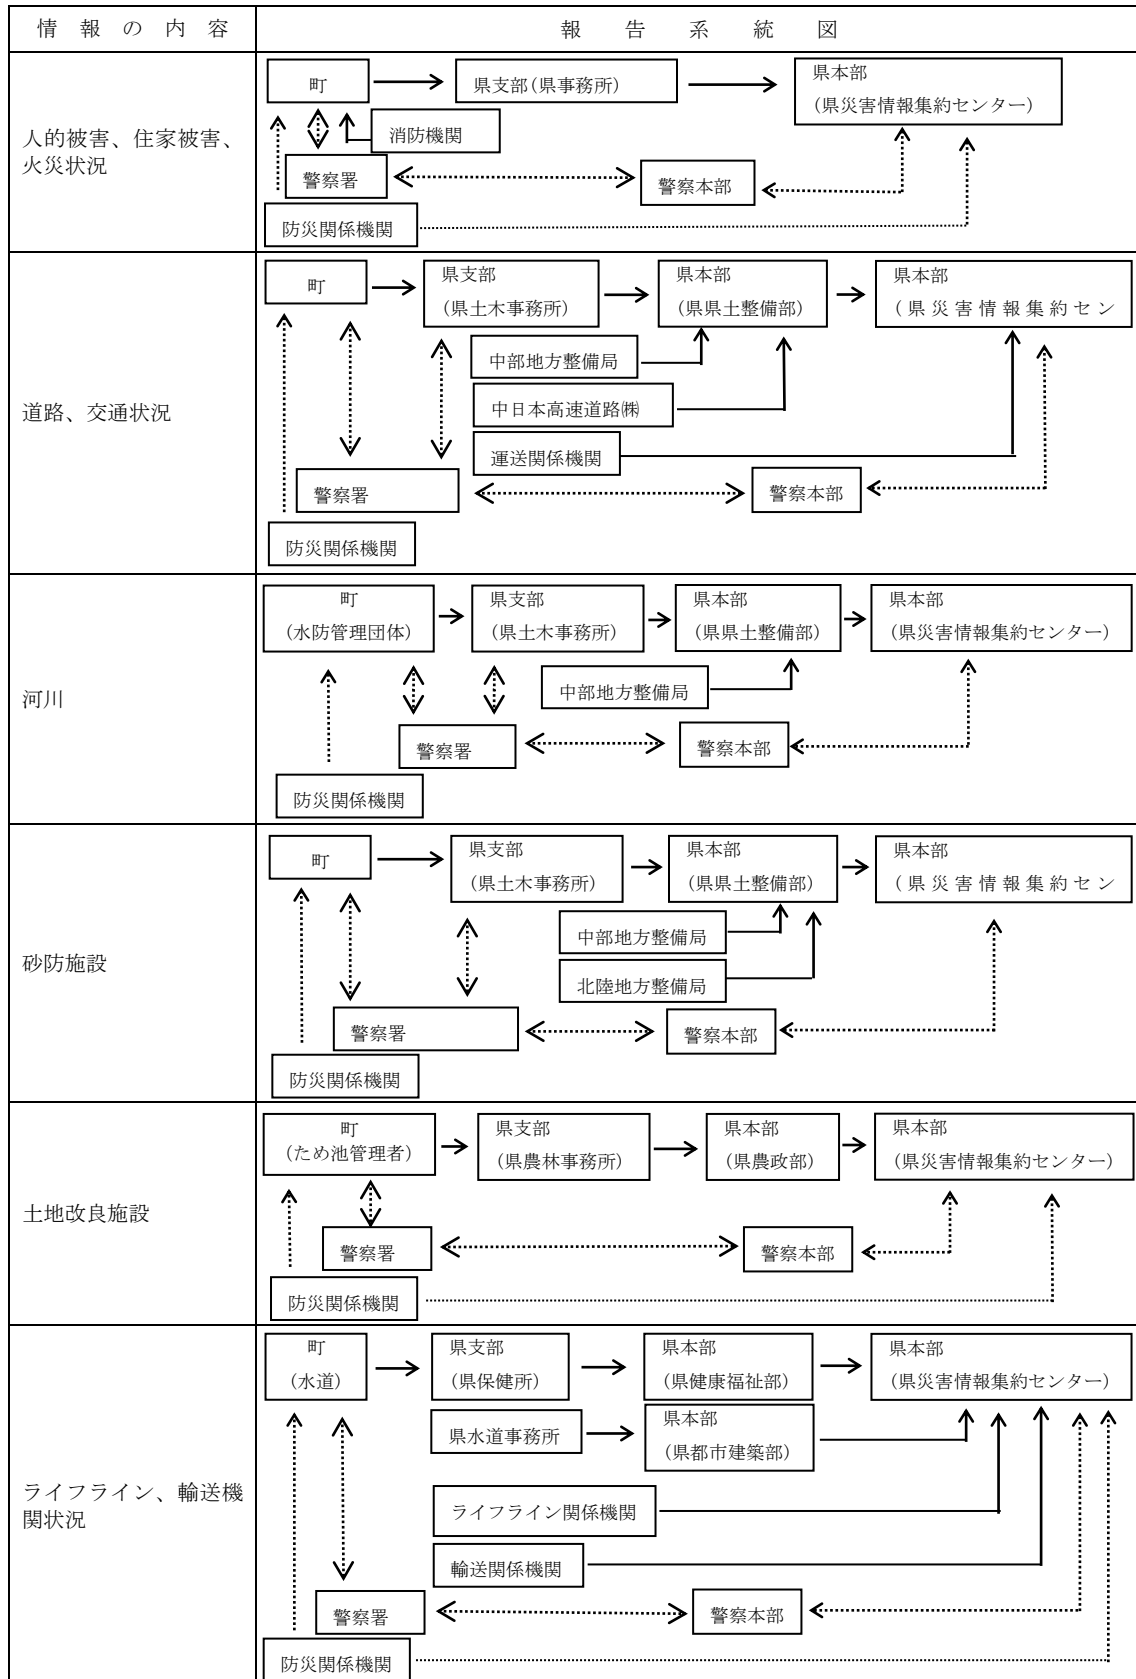 情報の内容
報告系統図
人的被害、住家被害、
火災状況
町
県支部(県事務所)
県本部
(県災害情報集約センター)
消防機関
警察署
警察本部
防災関係機関
道路、交通状況
町
県支部
(県土木事務所)
県本部
(県県土整備部)
県本部
(県災害情報集約セン
中部地方整備局
中日本高速道路㈱
運送関係機関
警察署
警察本部
防災関係機関
河川
町
(水防管理団体)
県支部
(県土木事務所)
県本部
(県県土整備部)
県本部
(県災害情報集約センター)
中部地方整備局
警察署
警察本部
防災関係機関
砂防施設
町
県支部
(県土木事務所)
県本部
(県県土整備部)
県本部
(県災害情報集約セン
中部地方整備局
北陸地方整備局
警察署
警察本部
防災関係機関
土地改良施設
町
(ため池管理者)
県支部
(県農林事務所)
県本部
(県農政部)
県本部
(県災害情報集約センター)
警察署
警察本部
防災関係機関
ライフライン、輸送機
関状況
町
(水道)
県支部
(県保健所)
県本部
(県健康福祉部)
県本部
(県災害情報集約センター)
県水道事務所
県本部
(県都市建築部)
ライフライン関係機関
輸送関係機関
警察署
警察本部
防災関係機関